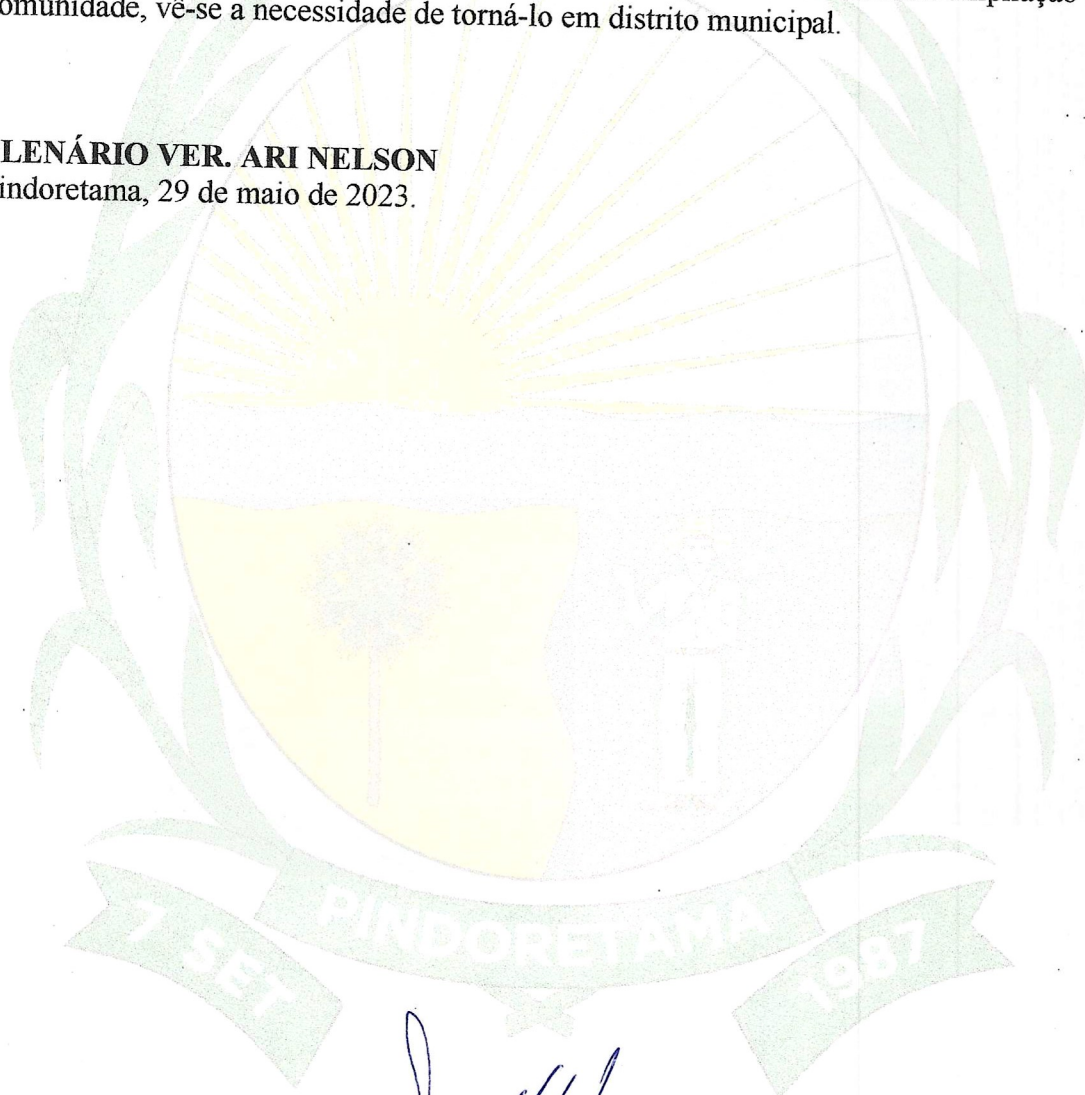 omunidade, vê-se a necessidade de torná-lo em distrito municipal.
LENÁRIO VER. ARI NELSON
indoretama, 29 de maio de 2023.
PINDORETAMA
7 SET
1987